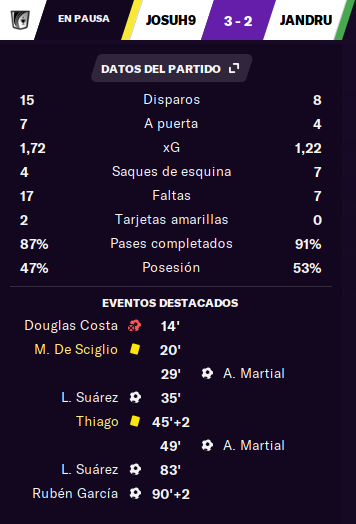 EN PAUSA JOSUH9 3 - 2 JANDRU
DATOS DEL PARTIDO
15 Disparos 8
7 A puerta 4
1,72 xG 1,22
4 Saques de esquina 7
17 Faltas 7
2 Tarjetas amarillas 0
87% Pases completados 91%
47% Posesión 53%
EVENTOS DESTACADOS
Douglas Costa 14'
M. De Sciglio 20'
29' A. Martial
L. Suárez 35'
Thiago 45'+2
49' A. Martial
L. Suárez 83'
Rubén García 90'+2